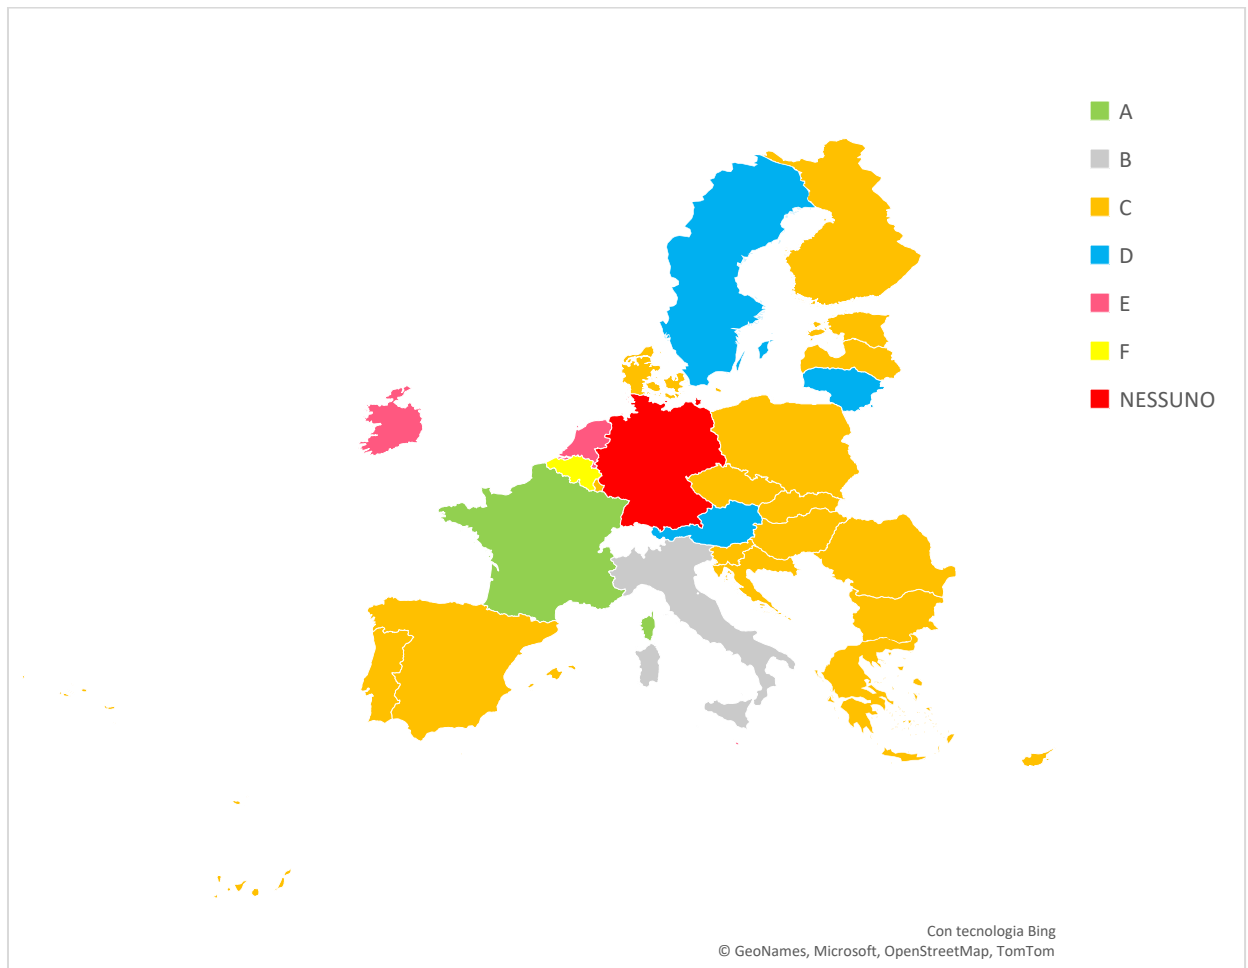 A
B
C
D
E
F
NESSUNO
Con tecnologia Bing
© GeoNames, Microsoft, OpenStreetMap, TomTom